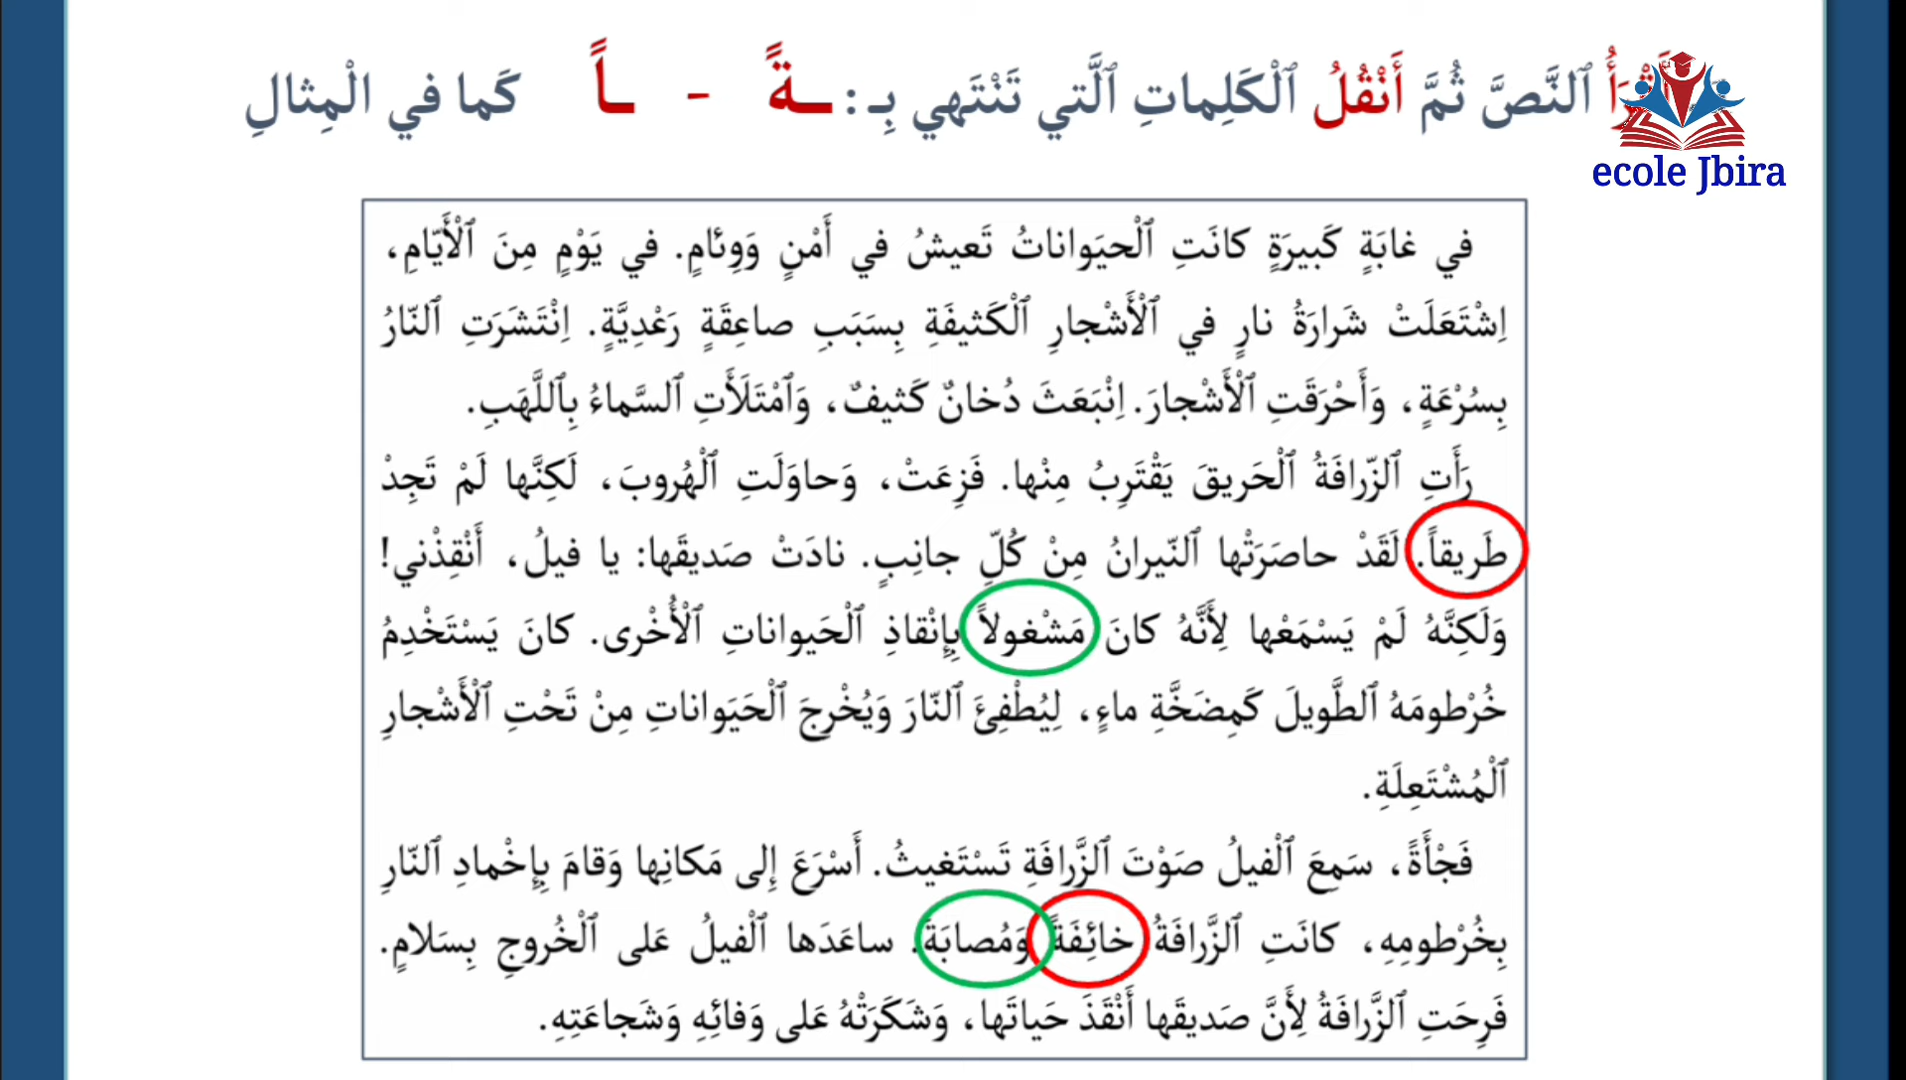 أَقْرَأُ ٱلنَّصَّ ثُمَّ أَنْقُلُ ٱلْكَلِماتِ ٱلَّتي تَنْتَهي بِـ : ـةً - ـاً كَما في الْمِثالِ
ecole Jbira
في غابَةٍ كَبيرَةٍ كانَتِ ٱلْحيَواناتُ تَعيشُ في أَمْنٍ وَوِئامٍ. في يَوْمٍ مِنَ ٱلْأَيّامِ،
اِشْتَعَلَتْ شَرارَةُ نارٍ في ٱلْأَشْجارِ ٱلْكَثيفَةِ بِسَبَبِ صاعِقَةٍ رَعْدِيَّةٍ. اِنْتَشَرَتِ ٱلنّارُ
بِسُرْعَةٍ، وَأَحْرَقَتِ ٱلْأَشْجارَ. اِنْبَعَثَ دُخانٌ كَثيفٌ، وَٱمْتَلَأَتِ ٱلسَّماءُ بِٱللَّهَبِ.
رَأَتِ ٱلزّرافَةُ ٱلْحَريقَ يَقْتَرِبُ مِنْها. فَزِعَتْ، وَحاوَلَتِ ٱلْهُروبَ، لَكِنَّها لَمْ تَجِدْ
طَريقاً. لَقَدْ حاصَرَتْها ٱلنّيرانُ مِنْ كُلِّ جانِبٍ. نادَتْ صَديقَها: يا فيلُ، أَنْقِذْني!
وَلَكِنَّهُ لَمْ يَسْمَعْها لِأَنَّهُ كانَ مَشْغولاً بِإِنْقاذِ ٱلْحَيواناتِ ٱلْأُخْرى. كانَ يَسْتَخْدِمُ
خُرْطومَهُ ٱلطَّويلَ كَمِضَخَّةِ ماءٍ، لِيُطْفِئَ ٱلنّارَ وَيُخْرِجَ ٱلْحَيَواناتِ مِنْ تَحْتِ ٱلْأَشْجارِ
ٱلْمُشْتَعِلَةِ.
فَجْأَةً، سَمِعَ ٱلْفيلُ صَوْتَ ٱلزَّرافَةِ تَسْتَغيثُ. أَسْرَعَ إِلى مَكانِها وَقامَ بِإِخْمادِ ٱلنّارِ
بِخُرْطومِهِ، كانَتِ ٱلزَّرافَةُ خائِفَةً وَمُصابَةً. ساعَدَها ٱلْفيلُ عَلى ٱلْخُروجِ بِسَلامٍ.
فَرِحَتِ ٱلزَّرافَةُ لِأَنَّ صَديقَها أَنْقَذَ حَياتَها، وَشَكَرَتْهُ عَلى وَفائِهِ وَشَجاعَتِهِ.